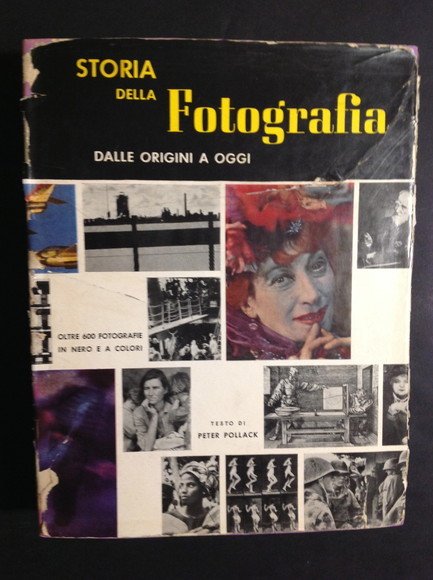 STORIA
DELLA Fotografia
DALLE ORIGINI A OGGI
OLTRE 600 FOTOGRAFIE
IN NERO E A COLORI
TESTO DI
PETER POLLACK